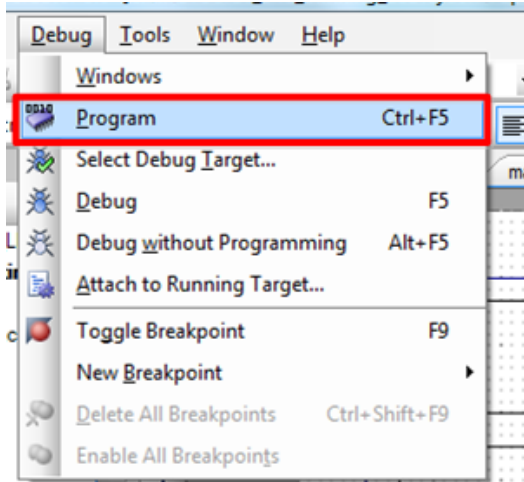 Debug Tools Window Help
Windows
Program Ctrl+F5
Select Debug Target...
Debug F5
Debug without Programming Alt+F5
Attach to Running Target...
Toggle Breakpoint F9
New Breakpoint
Delete All Breakpoints Ctrl+Shift+F9
Enable All Breakpoints